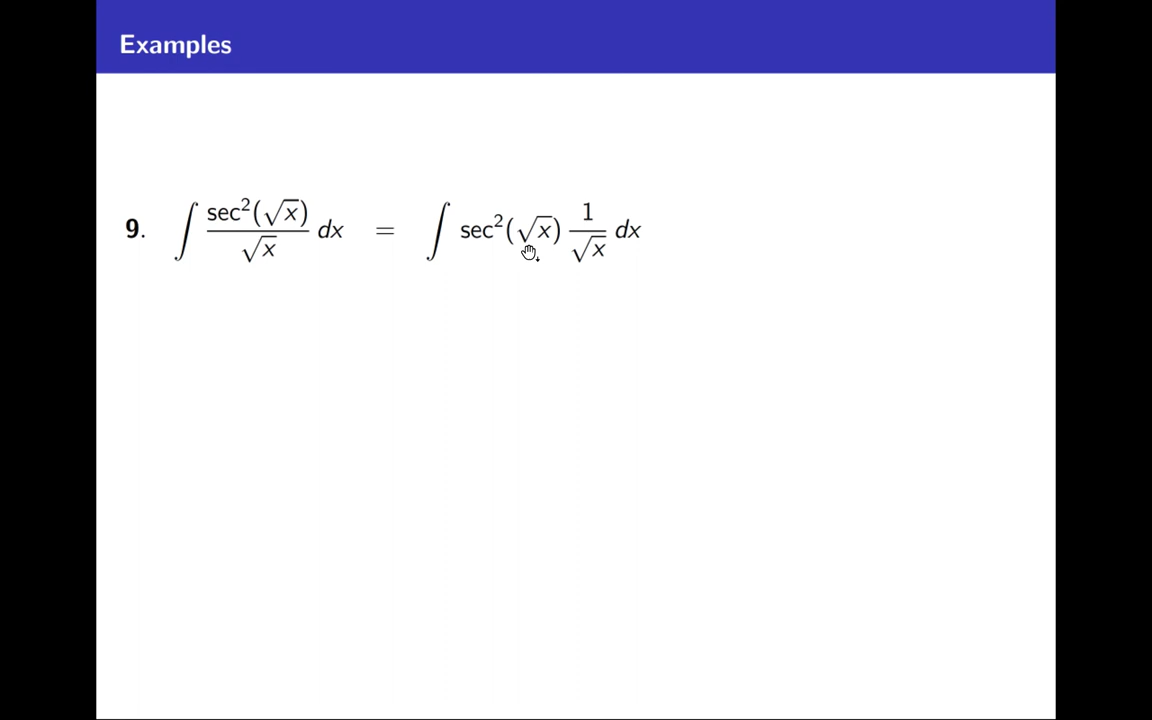 Examples
9. ∫ sec²(√x)/√x dx = ∫ sec²(√x) 1/√x dx